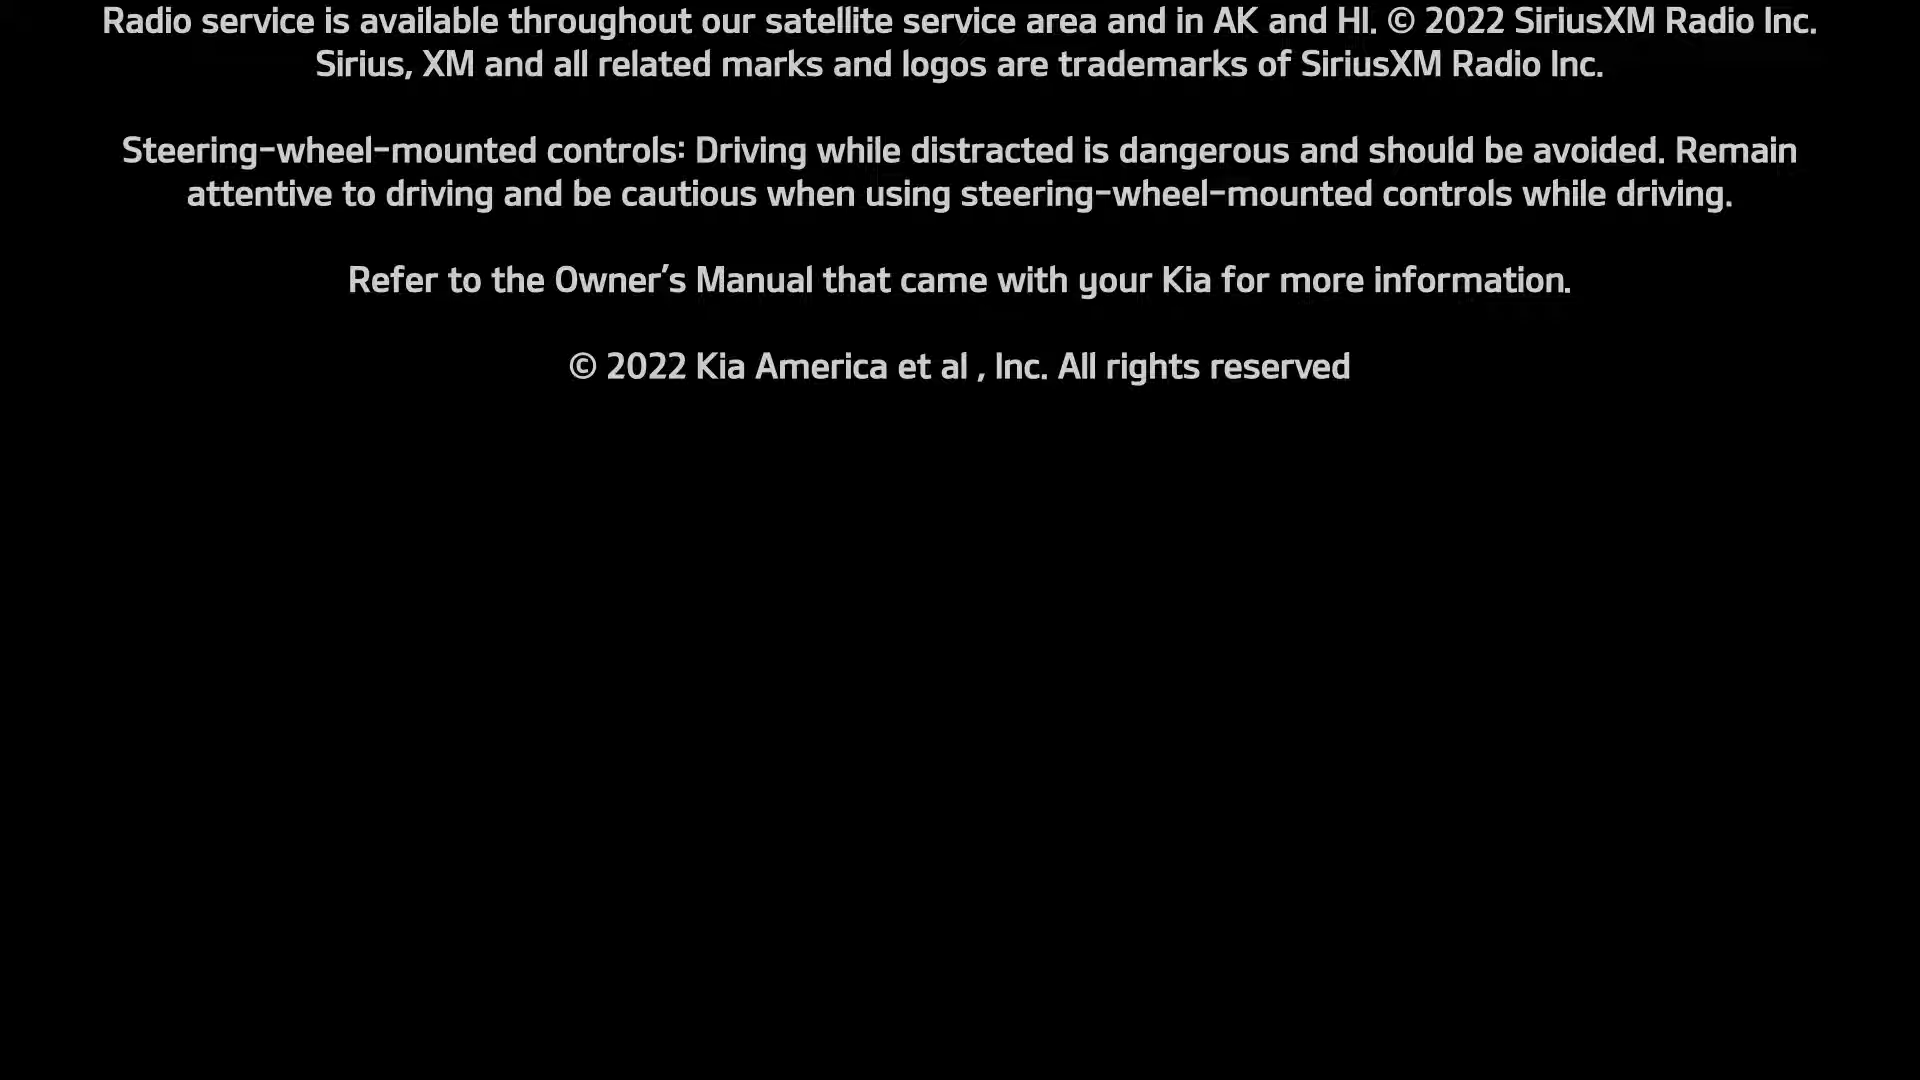 Radio service is available throughout our satellite service area and in AK and HI. © 2022 SiriusXM Radio Inc.
Sirius, XM and all related marks and logos are trademarks of SiriusXM Radio Inc.
Steering-wheel-mounted controls: Driving while distracted is dangerous and should be avoided. Remain
attentive to driving and be cautious when using steering-wheel-mounted controls while driving.
Refer to the Owner's Manual that came with your Kia for more information.
© 2022 Kia America et al , Inc. All rights reserved